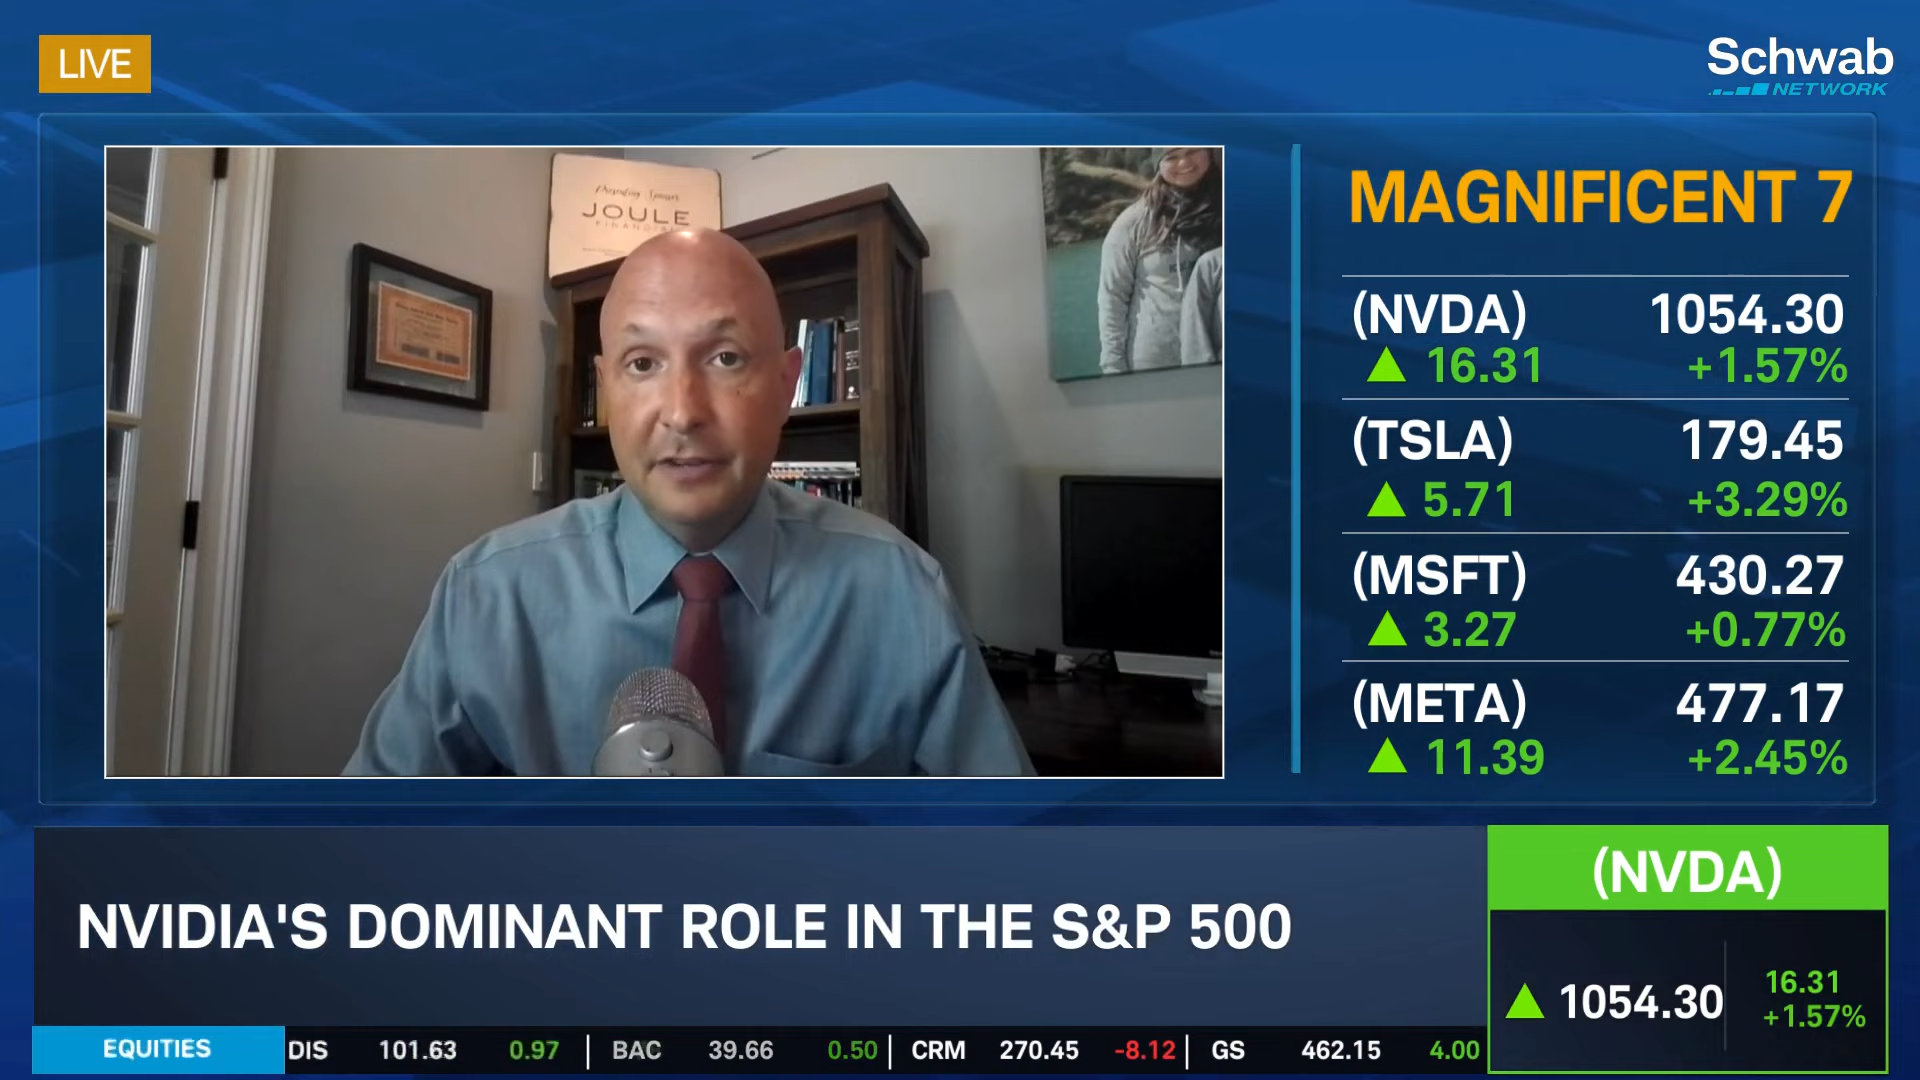 LIVE
Schwab
NETWORK
JOULE
FINANCIAL
MAGNIFICENT 7
(NVDA) 1054.30
▲ 16.31 +1.57%
(TSLA) 179.45
▲ 5.71 +3.29%
(MSFT) 430.27
▲ 3.27 +0.77%
(META) 477.17
▲ 11.39 +2.45%
NVIDIA'S DOMINANT ROLE IN THE S&P 500
(NVDA)
▲ 1054.30
16.31
+1.57%
EQUITIES DIS 101.63 0.97 | BAC 39.66 0.50 | CRM 270.45 -8.12 | GS 462.15 4.00